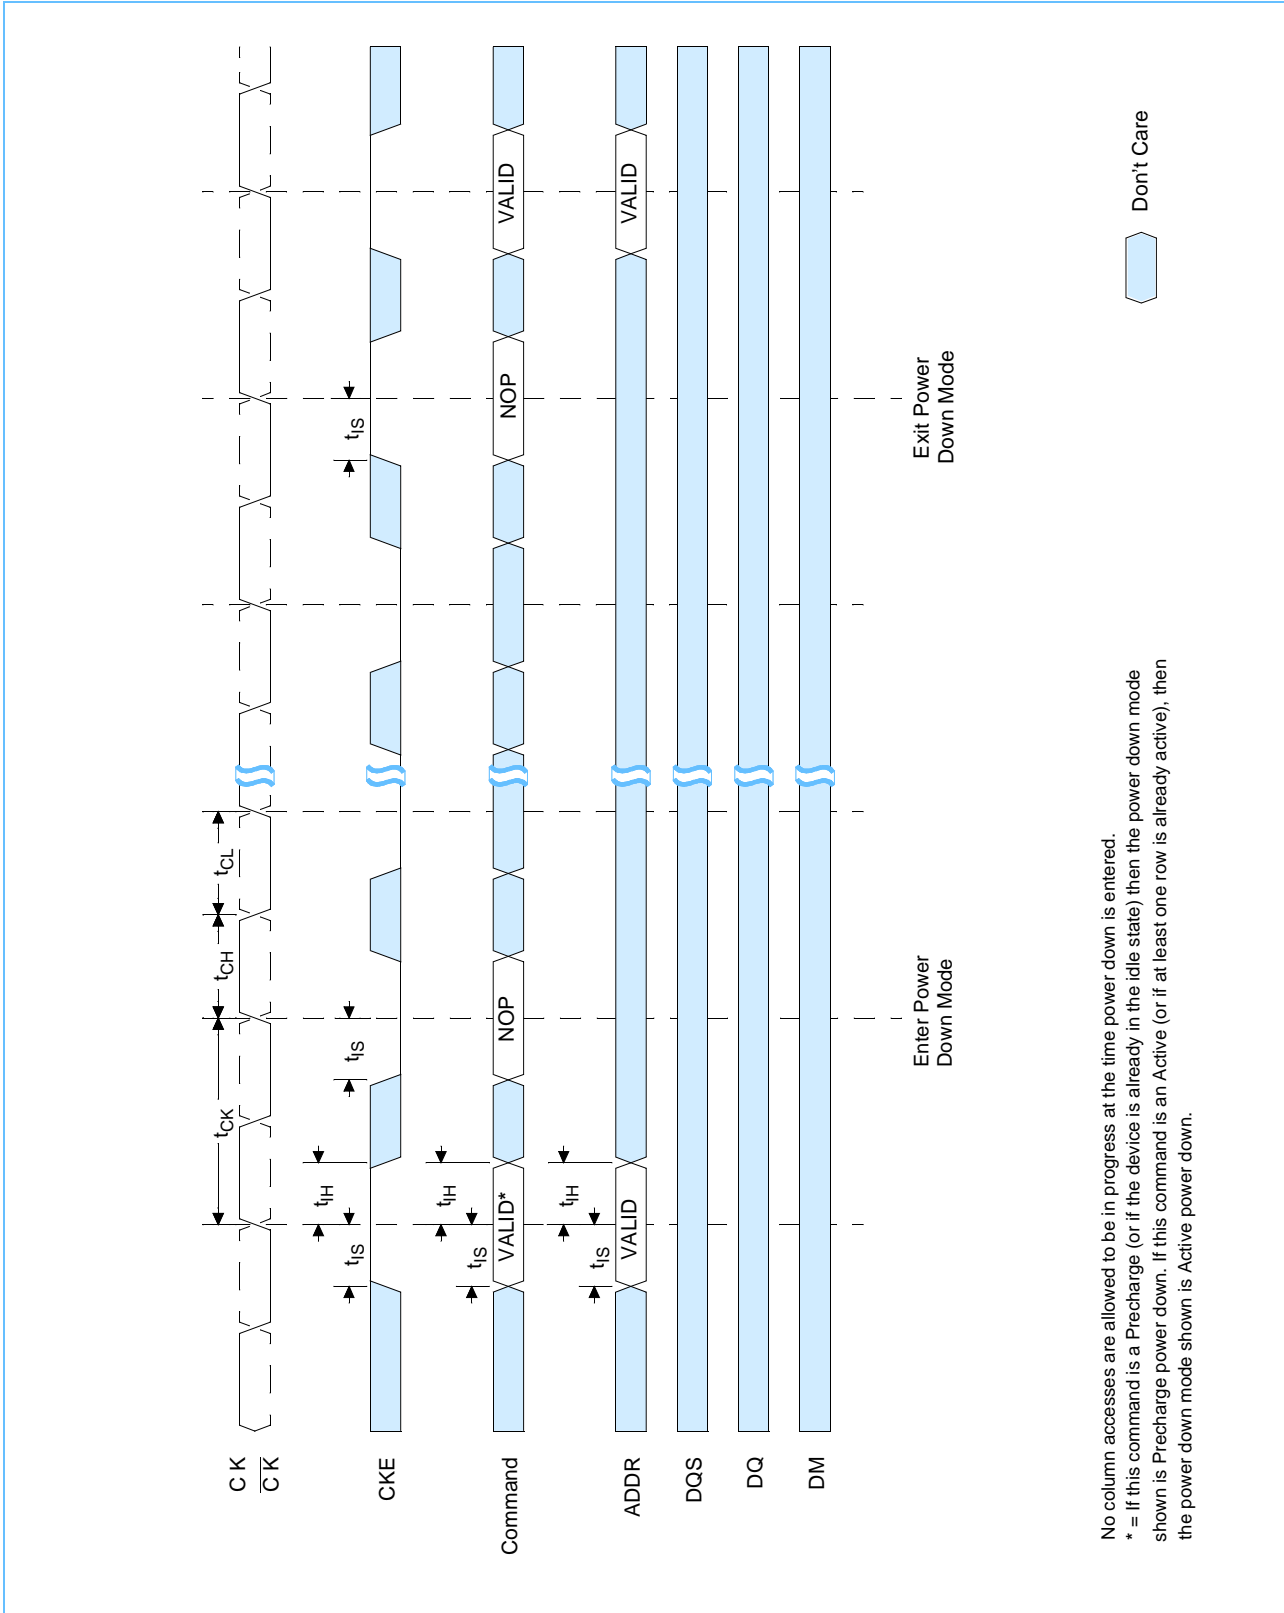 CK
CK
tCK
tCH
tCL
CKE
tIS
tIH
tIS
tIS
Command
tIS
tIH
VALID*
NOP
NOP
VALID
ADDR
tIS
tIH
VALID
VALID
DQS
DQ
DM
Enter Power
Down Mode
Exit Power
Down Mode
No column accesses are allowed to be in progress at the time power down is entered.
* = If this command is a Precharge (or if the device is already in the idle state) then the power down mode
shown is Precharge power down. If this command is an Active (or if at least one row is already active), then
the power down mode shown is Active power down.
Don't Care